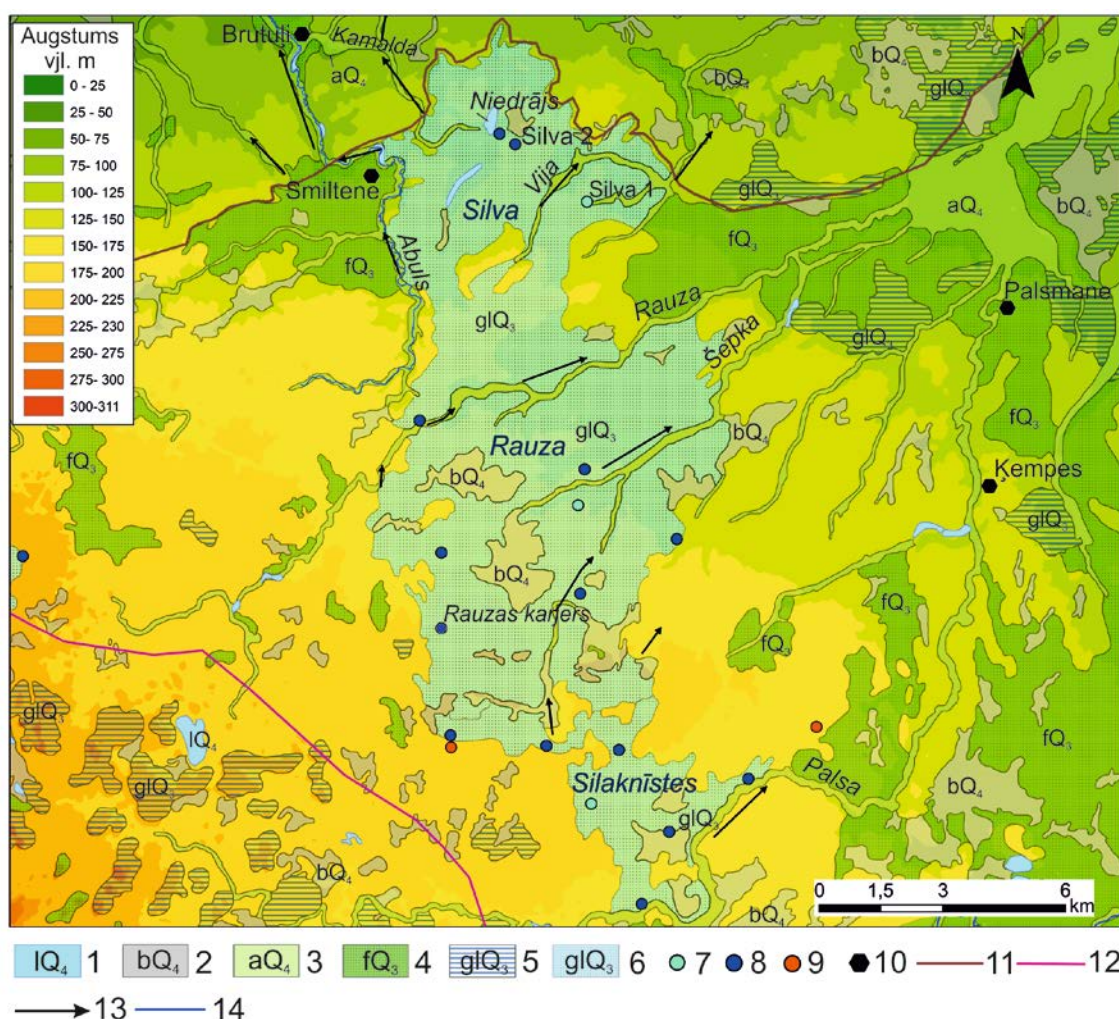 Augstums
vjl. m
0 - 25
25 - 50
50- 75
75- 100
100- 125
125- 150
150- 175
175- 200
200- 225
225- 230
250- 275
275- 300
300-311
Brutuļi
Kamalda
aQ₄
Niedrājs
Silva 2
bQ₄
bQ₄
glQ₃
N
Smiltene
Vija
Silva 1
Silva
glQ₃
aQ₄
bQ₄
Abuls
fQ₃
fQ₃
Rauza
Palsmane
glQ₃
Šepka
glQ₃
fQ₃
Rauza
glQ₃
bQ₄
bQ₄
fQ₃
Ķempes
glQ₃
bQ₄
Rauzas karjers
fQ₃
fQ₃
glQ₃
lQ₄
glQ₃
fQ₃
Silaknīstes
Palsa
bQ₄
glQ
bQ₄
bQ₄
0 1,5 3 6
km
lQ₄ 1 bQ₄ 2 aQ₄ 3 fQ₃ 4 glQ₃ 5 glQ₃ 6 7 8 9 10 11 12
13 14